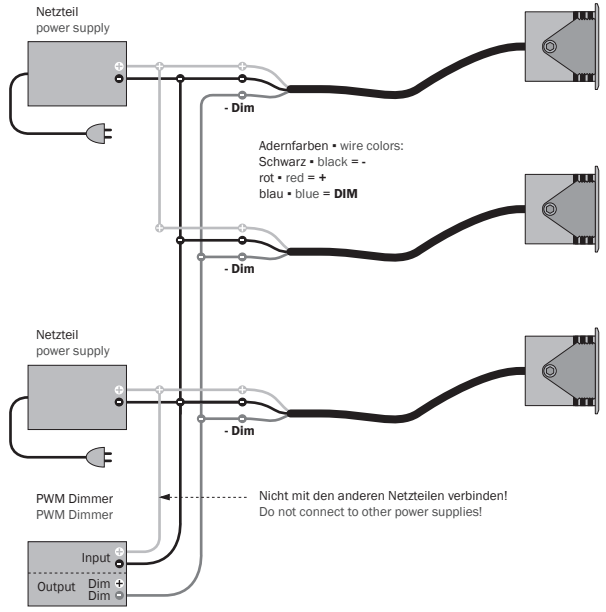 Netzteil
power supply
- Dim
Adernfarben ▪ wire colors:
Schwarz ▪ black = -
rot ▪ red = +
blau ▪ blue = DIM
- Dim
Netzteil
power supply
- Dim
PWM Dimmer
PWM Dimmer
Nicht mit den anderen Netzteilen verbinden!
Do not connect to other power supplies!
Input
Output Dim +
Dim -